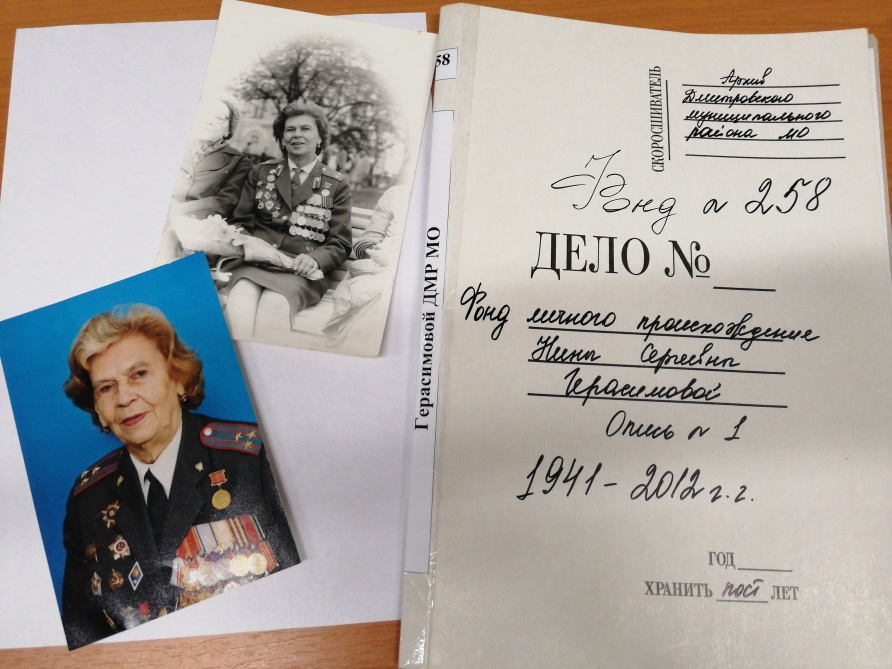 58
Герасимовой ДМР МО
СКОРОСШИВАТЕЛЬ
Архив
Дмитровского
муниципального
района МО
Фонд № 258
ДЕЛО №
Фонд личного происхождение
Нины Сергеевны
Герасимовой
Опись № 1
1941 - 2012 г.г.
ГОД
ХРАНИТЬ пост ЛЕТ